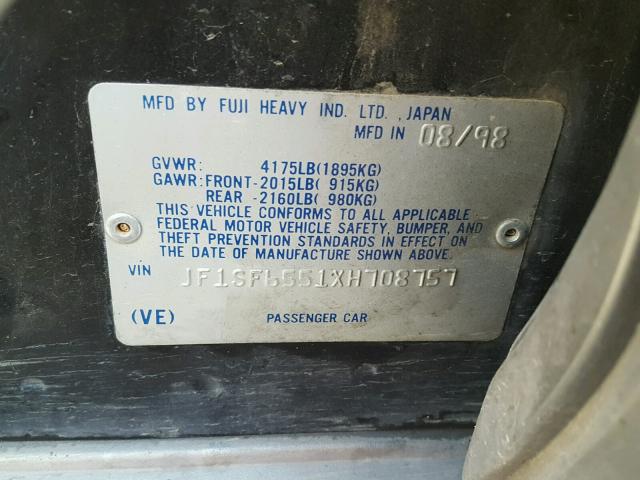 MFD BY FUJI HEAVY IND. LTD. , JAPAN
MFD IN 08/98
GVWR: 4175LB(1895KG)
GAWR:FRONT-2015LB( 915KG)
REAR -2160LB( 980KG)
THIS VEHICLE CONFORMS TO ALL APPLICABLE
FEDERAL MOTOR VEHICLE SAFETY, BUMPER, AND
THEFT PREVENTION STANDARDS IN EFFECT ON
THE DATE OF MANUFACTURE SHOWN ABOVE.
VIN JF1SF6551XH708757
(VE) PASSENGER CAR